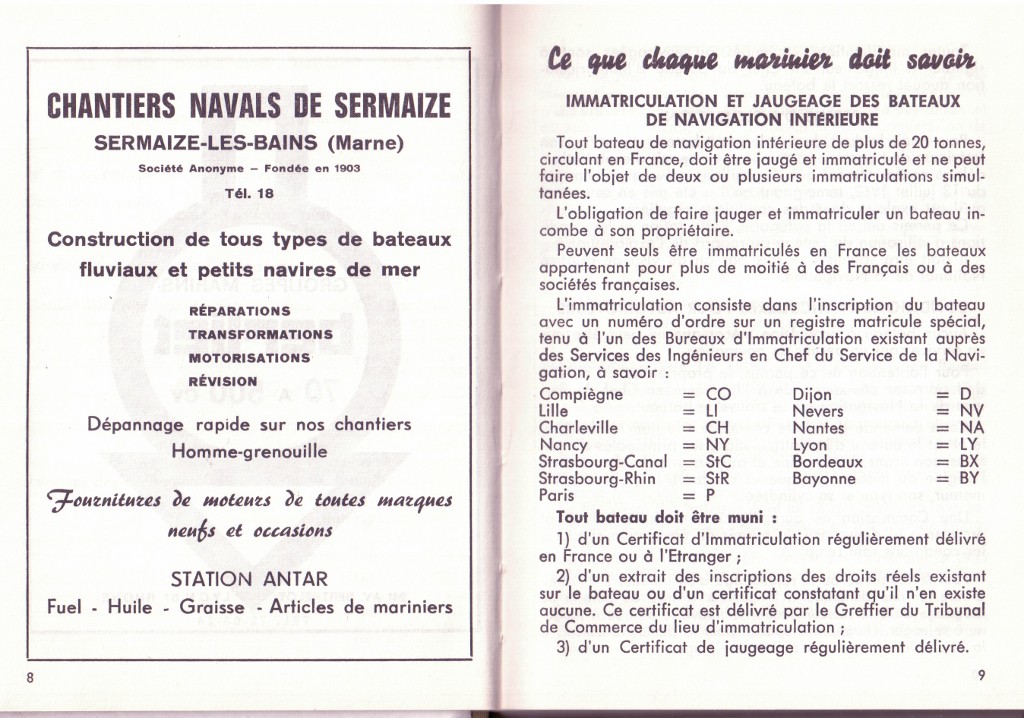 CHANTIERS NAVALS DE SERMAIZE
SERMAIZE-LES-BAINS (Marne)
Société Anonyme – Fondée en 1903
Tél. 18
Construction de tous types de bateaux
fluviaux et petits navires de mer
RÉPARATIONS
TRANSFORMATIONS
MOTORISATIONS
RÉVISION
Dépannage rapide sur nos chantiers
Homme-grenouille
Fournitures de moteurs de toutes marques
neufs et occasions
STATION ANTAR
Fuel - Huile - Graisse - Articles de mariniers
8
Ce que chaque marinier doit savoir
IMMATRICULATION ET JAUGEAGE DES BATEAUX
DE NAVIGATION INTÉRIEURE
Tout bateau de navigation intérieure de plus de 20 tonnes,
circulant en France, doit être jaugé et immatriculé et ne peut
faire l'objet de deux ou plusieurs immatriculations simul-
tanées.
L'obligation de faire jauger et immatriculer un bateau in-
combe à son propriétaire.
Peuvent seuls être immatriculés en France les bateaux
appartenant pour plus de moitié à des Français ou à des
sociétés françaises.
L'immatriculation consiste dans l'inscription du bateau
avec un numéro d'ordre sur un registre matricule spécial,
tenu à l'un des Bureaux d'Immatriculation existant auprès
des Services des Ingénieurs en Chef du Service de la Navi-
gation, à savoir :
Compiègne = CO Dijon = D
Lille = LI Nevers = NV
Charleville = CH Nantes = NA
Nancy = NY Lyon = LY
Strasbourg-Canal = StC Bordeaux = BX
Strasbourg-Rhin = StR Bayonne = BY
Paris = P
Tout bateau doit être muni :
1) d'un Certificat d'Immatriculation régulièrement délivré
en France ou à l'Etranger ;
2) d'un extrait des inscriptions des droits réels existant
sur le bateau ou d'un certificat constatant qu'il n'en existe
aucune. Ce certificat est délivré par le Greffier du Tribunal
de Commerce du lieu d'immatriculation ;
3) d'un Certificat de jaugeage régulièrement délivré.
9